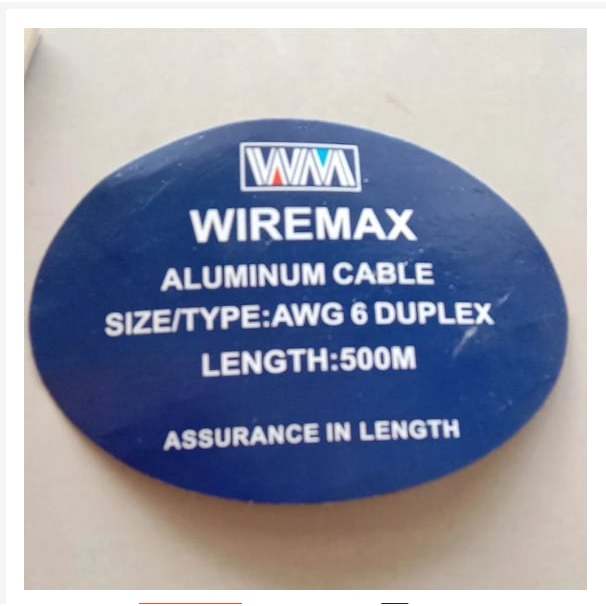 WM
WIREMAX
ALUMINUM CABLE
SIZE/TYPE:AWG 6 DUPLEX
LENGTH:500M
ASSURANCE IN LENGTH